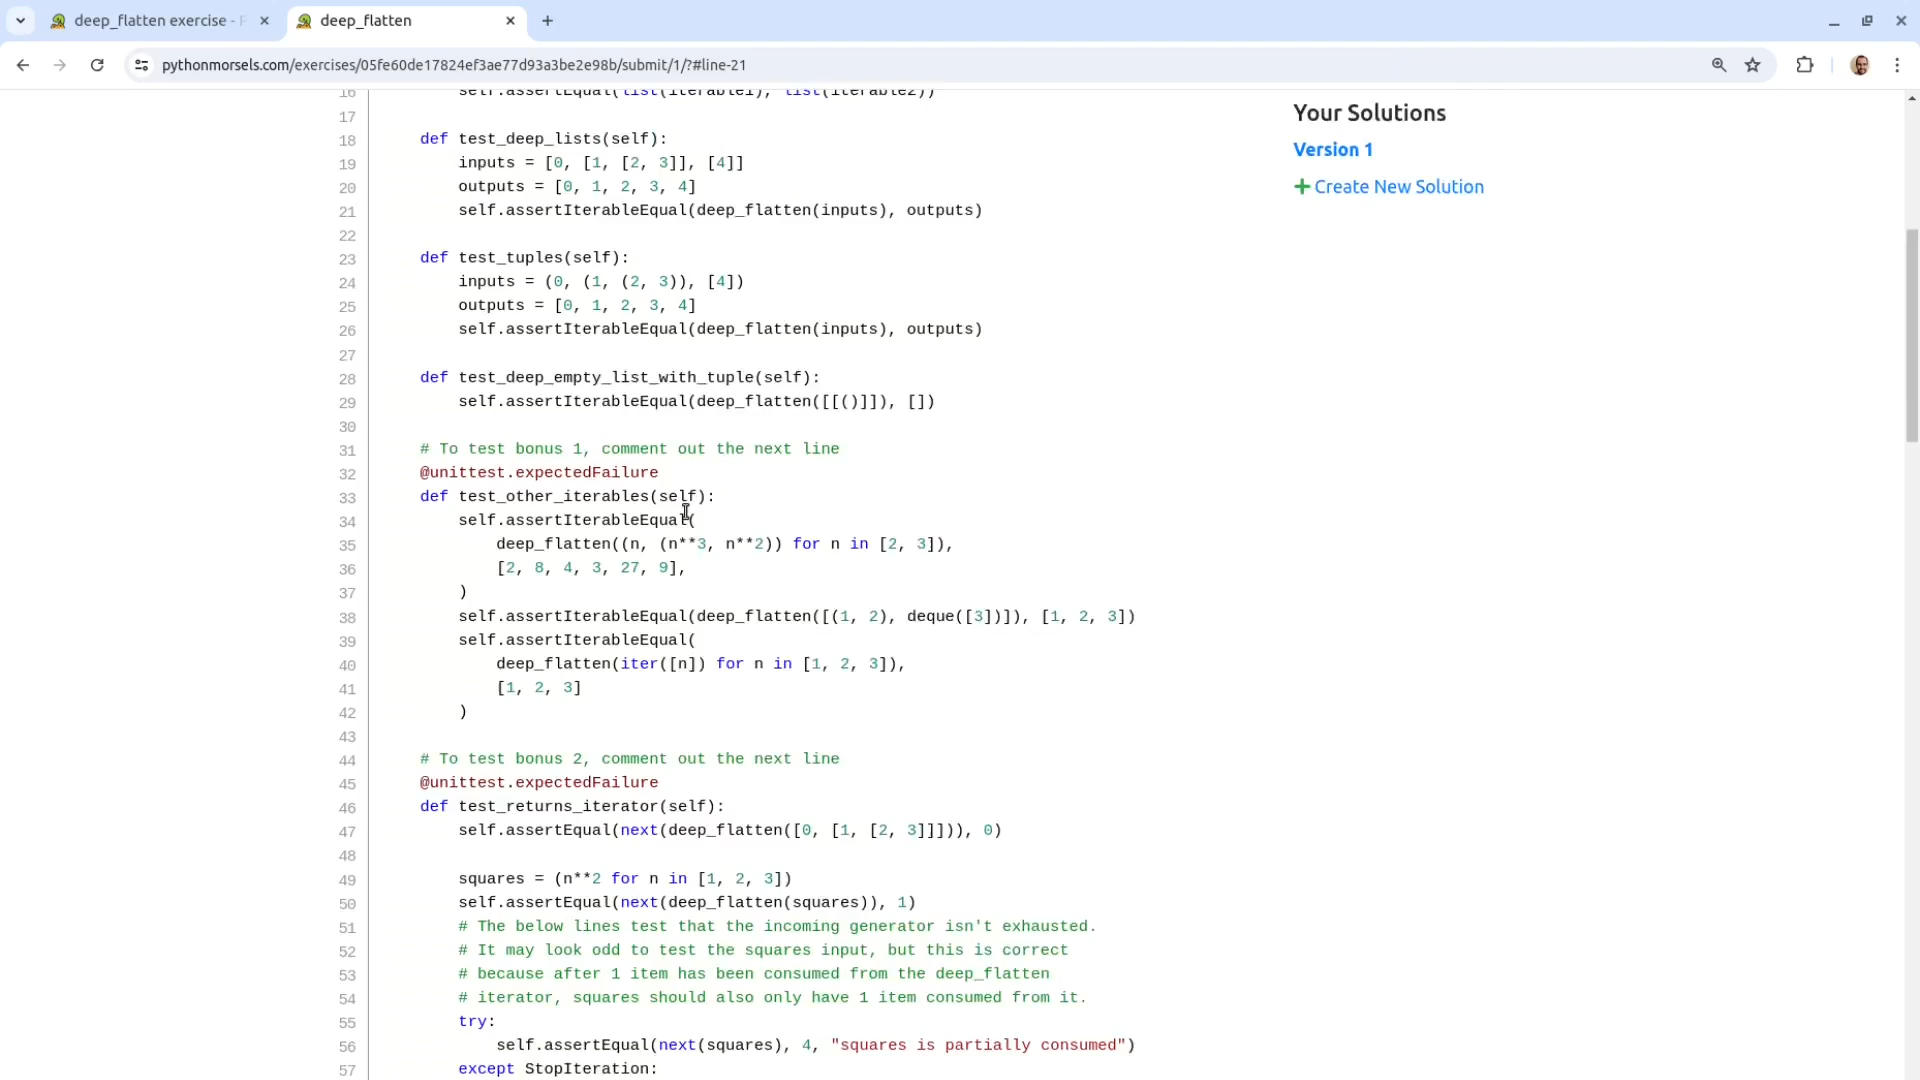 deep_flatten exercise -
deep_flatten
pythonmorsels.com/exercises/05fe60de17824ef3ae77d93a3be2e98b/submit/1/?#line-21
16 self.assertEqual(list(iterable1), list(iterable2))
17
18 def test_deep_lists(self):
19 inputs = [0, [1, [2, 3]], [4]]
20 outputs = [0, 1, 2, 3, 4]
21 self.assertIterableEqual(deep_flatten(inputs), outputs)
22
23 def test_tuples(self):
24 inputs = (0, (1, (2, 3)), [4])
25 outputs = [0, 1, 2, 3, 4]
26 self.assertIterableEqual(deep_flatten(inputs), outputs)
27
28 def test_deep_empty_list_with_tuple(self):
29 self.assertIterableEqual(deep_flatten([[()]]), [])
30
31 # To test bonus 1, comment out the next line
32 @unittest.expectedFailure
33 def test_other_iterables(self):
34 self.assertIterableEqual(
35 deep_flatten((n, (n**3, n**2)) for n in [2, 3]),
36 [2, 8, 4, 3, 27, 9],
37 )
38 self.assertIterableEqual(deep_flatten([(1, 2), deque([3])]), [1, 2, 3])
39 self.assertIterableEqual(
40 deep_flatten(iter([n]) for n in [1, 2, 3]),
41 [1, 2, 3]
42 )
43
44 # To test bonus 2, comment out the next line
45 @unittest.expectedFailure
46 def test_returns_iterator(self):
47 self.assertEqual(next(deep_flatten([0, [1, [2, 3]]])), 0)
48
49 squares = (n**2 for n in [1, 2, 3])
50 self.assertEqual(next(deep_flatten(squares)), 1)
51 # The below lines test that the incoming generator isn't exhausted.
52 # It may look odd to test the squares input, but this is correct
53 # because after 1 item has been consumed from the deep_flatten
54 # iterator, squares should also only have 1 item consumed from it.
55 try:
56 self.assertEqual(next(squares), 4, "squares is partially consumed")
57 except StopIteration:
Your Solutions
Version 1
Create New Solution